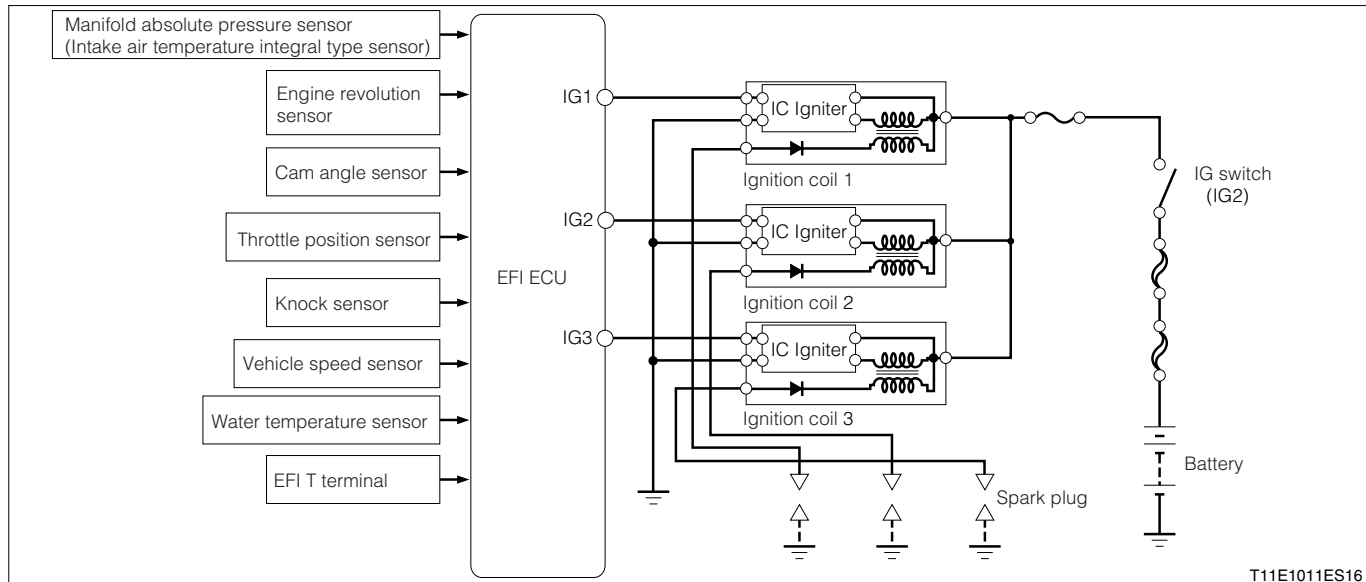 Manifold absolute pressure sensor
(Intake air temperature integral type sensor)
Engine revolution
sensor
Cam angle sensor
Throttle position sensor
Knock sensor
Vehicle speed sensor
Water temperature sensor
EFI T terminal
EFI ECU
IG1
IG2
IG3
IC Igniter
Ignition coil 1
IC Igniter
Ignition coil 2
IC Igniter
Ignition coil 3
IG switch
(IG2)
Battery
Spark plug
T11E1011ES16